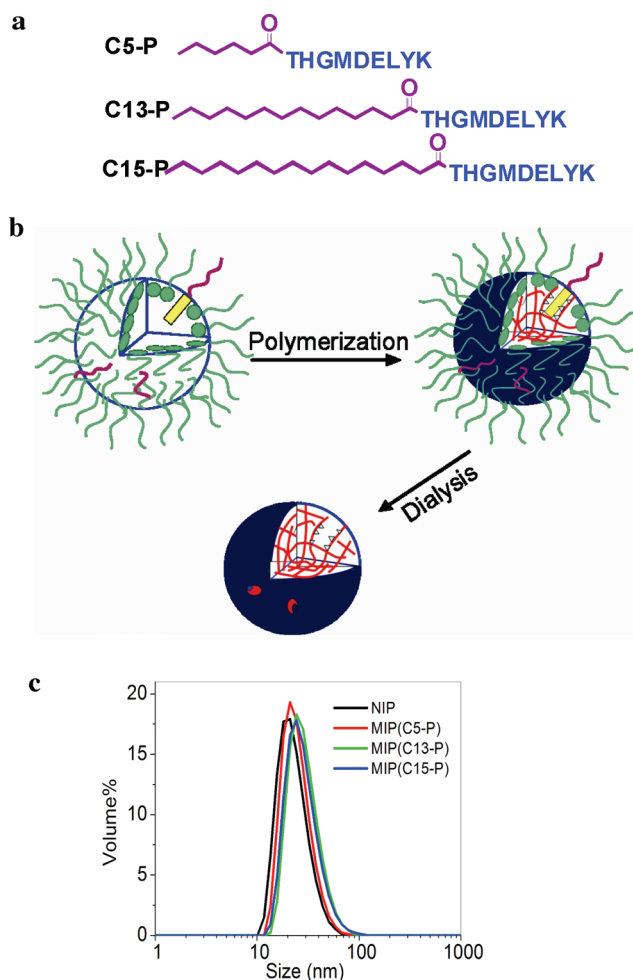 a
O
C5-P THGMDELYK
O
C13-P THGMDELYK
O
C15-P THGMDELYK
b
Polymerization
Dialysis
c
20
15
10
5
0
Volume%
NIP
MIP(C5-P)
MIP(C13-P)
MIP(C15-P)
1 10 100 1000
Size (nm)